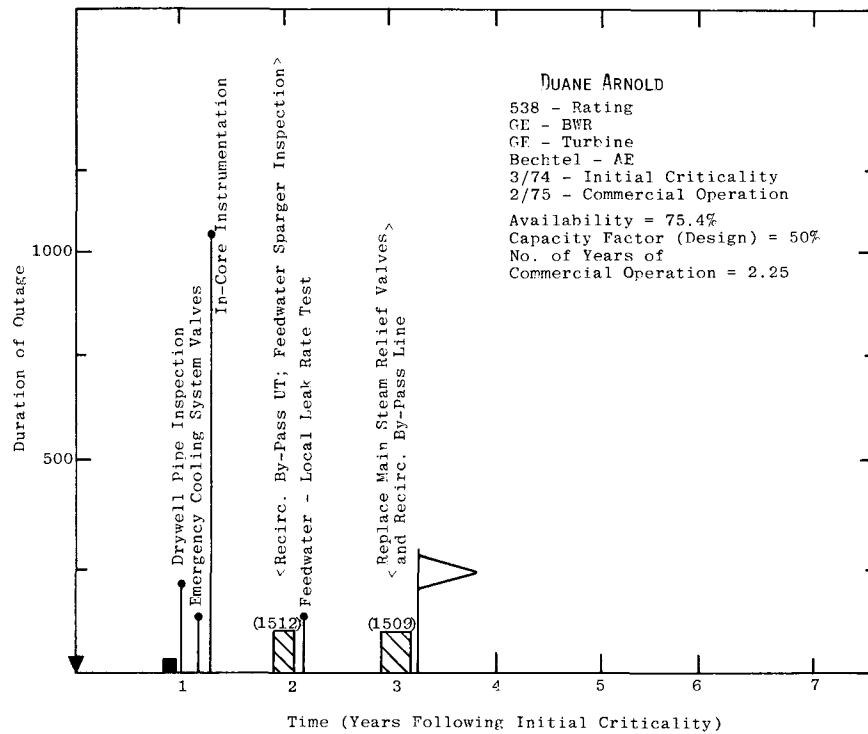 DUANE ARNOLD
538 - Rating
GE - BWR
GE - Turbine
Bechtel - AE
3/74 - Initial Criticality
2/75 - Commercial Operation
Availability = 75.4%
Capacity Factor (Design) = 50%
No. of Years of
Commercial Operation = 2.25
Duration of Outage
1000
500
Drywell Pipe Inspection
Emergency Cooling System Valves
In-Core Instrumentation
<Recirc. By-Pass UT; Feedwater Sparger Inspection>
Feedwater - Local Leak Rate Test
<Replace Main Steam Relief Valves>
and Recirc. By-Pass Line
(1512)
(1509)
1 2 3 4 5 6 7
Time (Years Following Initial Criticality)